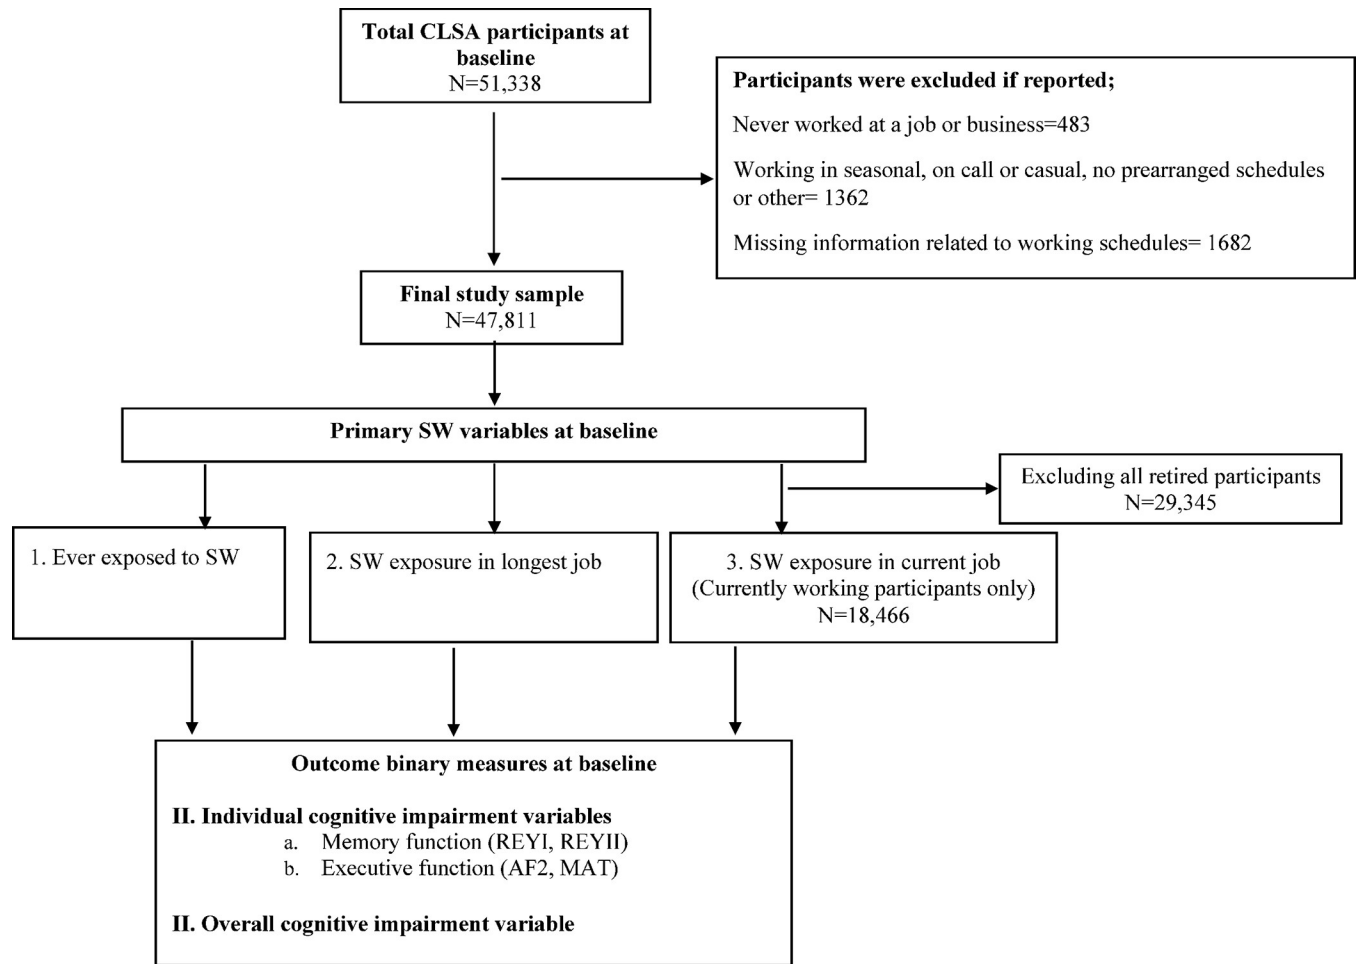 Total CLSA participants at
baseline
N=51,338
Participants were excluded if reported;
Never worked at a job or business=483
Working in seasonal, on call or casual, no prearranged schedules
or other= 1362
Missing information related to working schedules= 1682
Final study sample
N=47,811
Primary SW variables at baseline
Excluding all retired participants
N=29,345
1. Ever exposed to SW
2. SW exposure in longest job
3. SW exposure in current job
(Currently working participants only)
N=18,466
Outcome binary measures at baseline
II. Individual cognitive impairment variables
a. Memory function (REYI, REYII)
b. Executive function (AF2, MAT)
II. Overall cognitive impairment variable